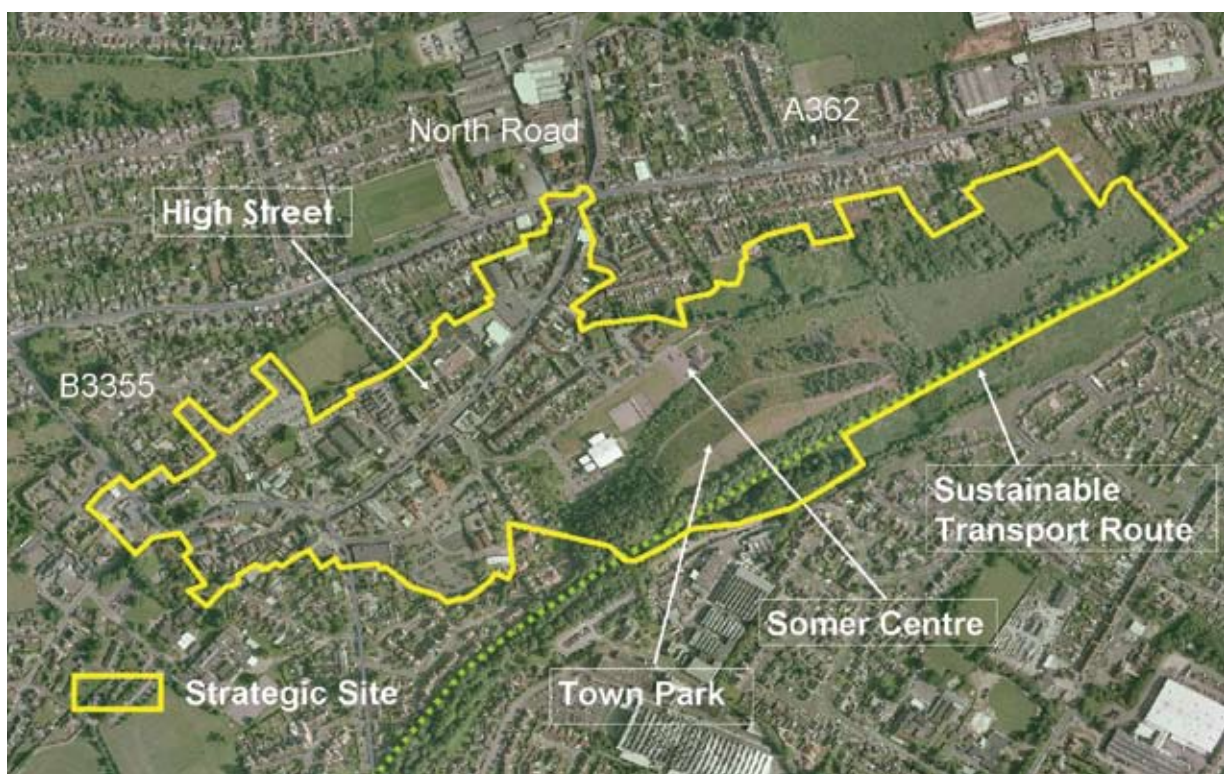 North Road
A362
High Street
B3355
Sustainable
Transport Route
Somer Centre
Town Park
Strategic Site